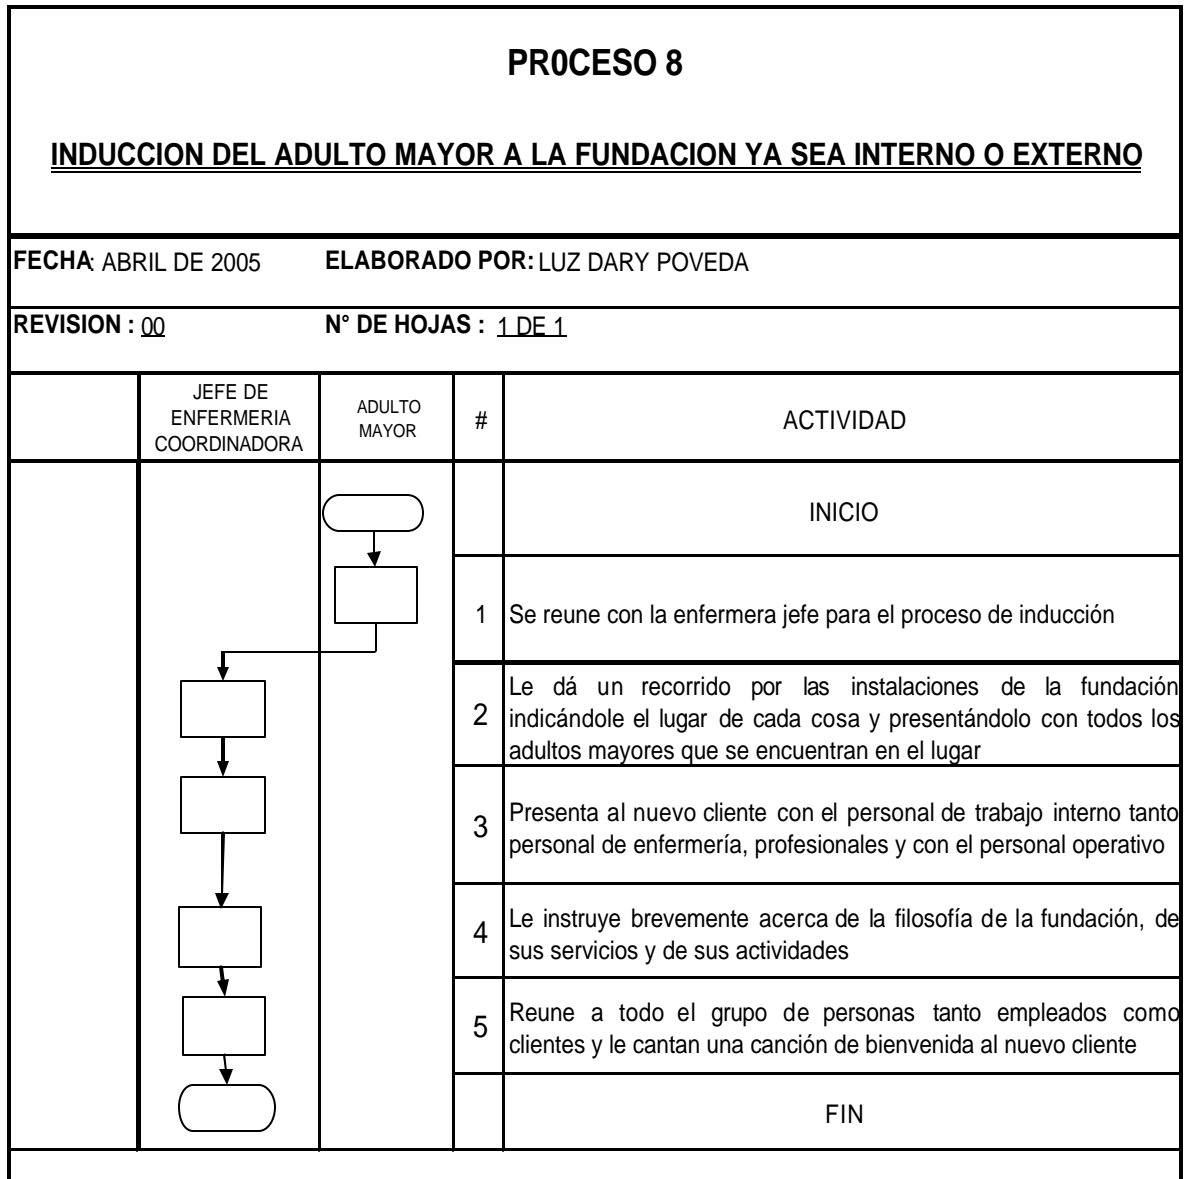 PR0CESO 8
INDUCCION DEL ADULTO MAYOR A LA FUNDACION YA SEA INTERNO O EXTERNO
FECHA: ABRIL DE 2005 ELABORADO POR: LUZ DARY POVEDA
REVISION : 00 N° DE HOJAS : 1 DE 1
JEFE DE
ENFERMERIA
COORDINADORA
ADULTO
MAYOR
#
ACTIVIDAD
INICIO
1 Se reune con la enfermera jefe para el proceso de inducción
2
Le dá un recorrido por las instalaciones de la fundación
indicándole el lugar de cada cosa y presentándolo con todos los
adultos mayores que se encuentran en el lugar
3
Presenta al nuevo cliente con el personal de trabajo interno tanto
personal de enfermería, profesionales y con el personal operativo
4
Le instruye brevemente acerca de la filosofía de la fundación, de
sus servicios y de sus actividades
5
Reune a todo el grupo de personas tanto empleados como
clientes y le cantan una canción de bienvenida al nuevo cliente
FIN